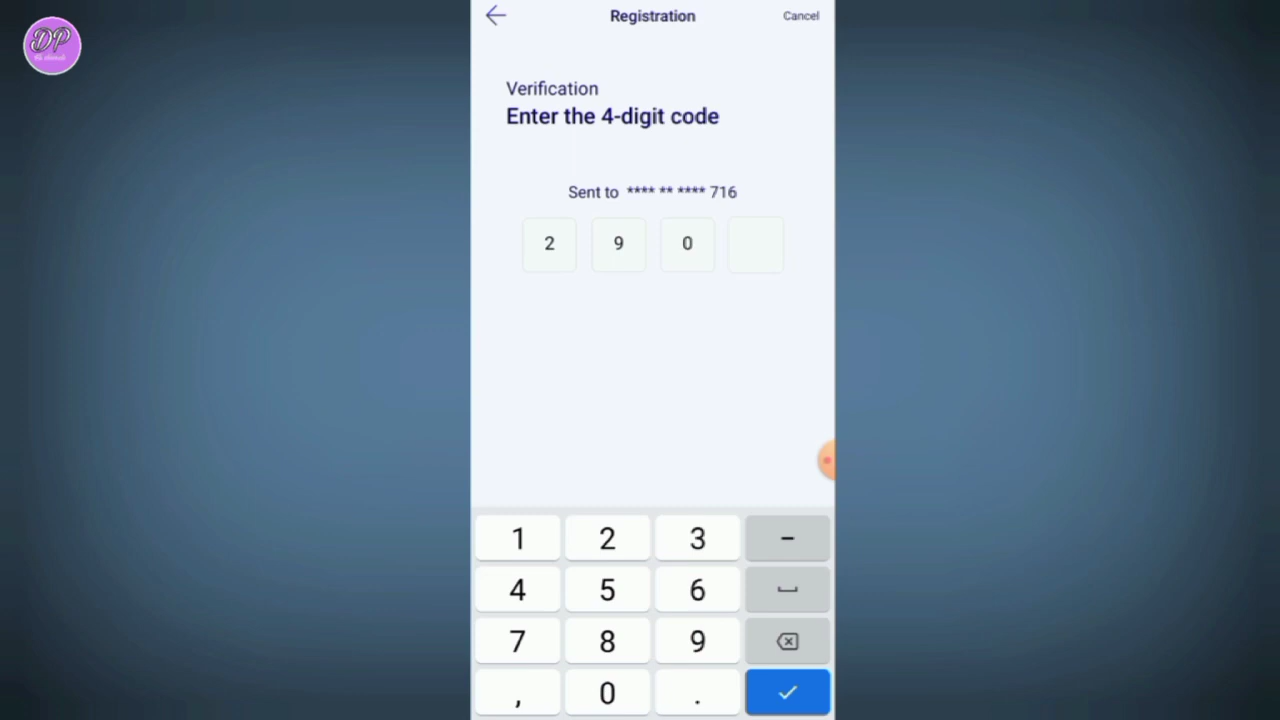 DP
Registration
Cancel
Verification
Enter the 4-digit code
Sent to **** ** **** 716
2 9 0
1 2 3 -
4 5 6
7 8 9
, 0 .